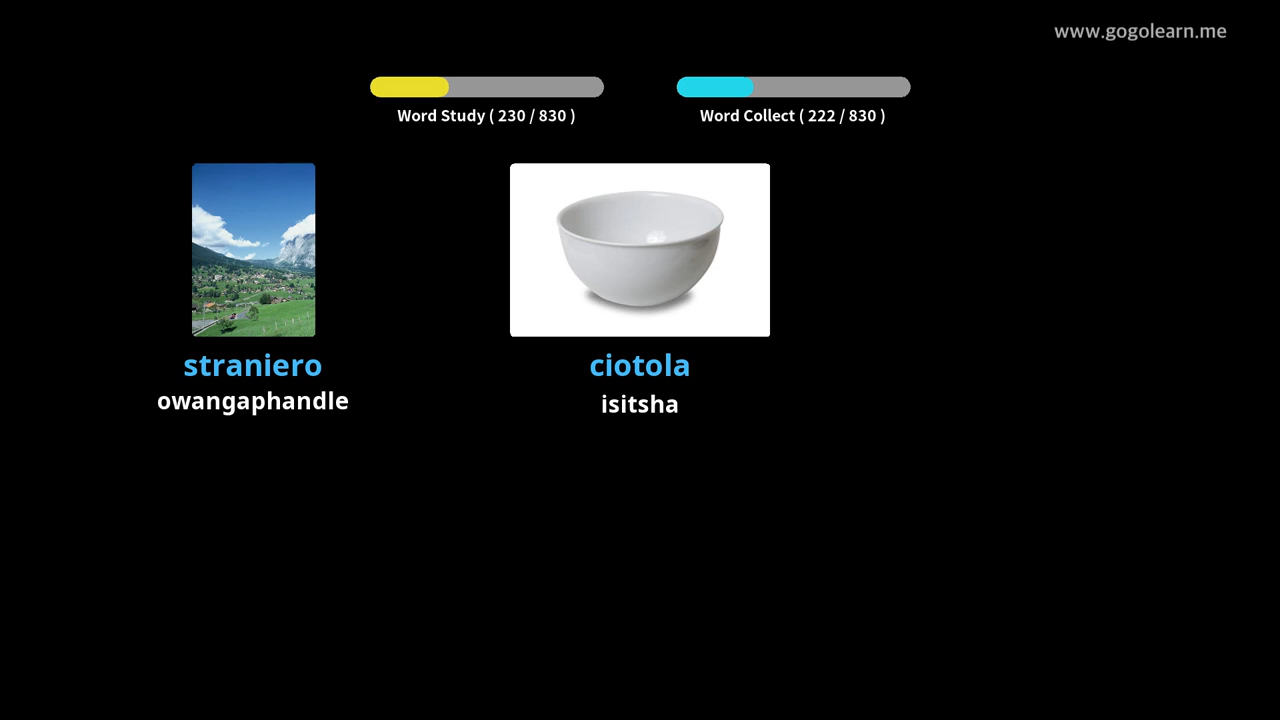 www.gogolearn.me
Word Study ( 230 / 830 )
Word Collect ( 222 / 830 )
straniero
owangaphandle
ciotola
isitsha